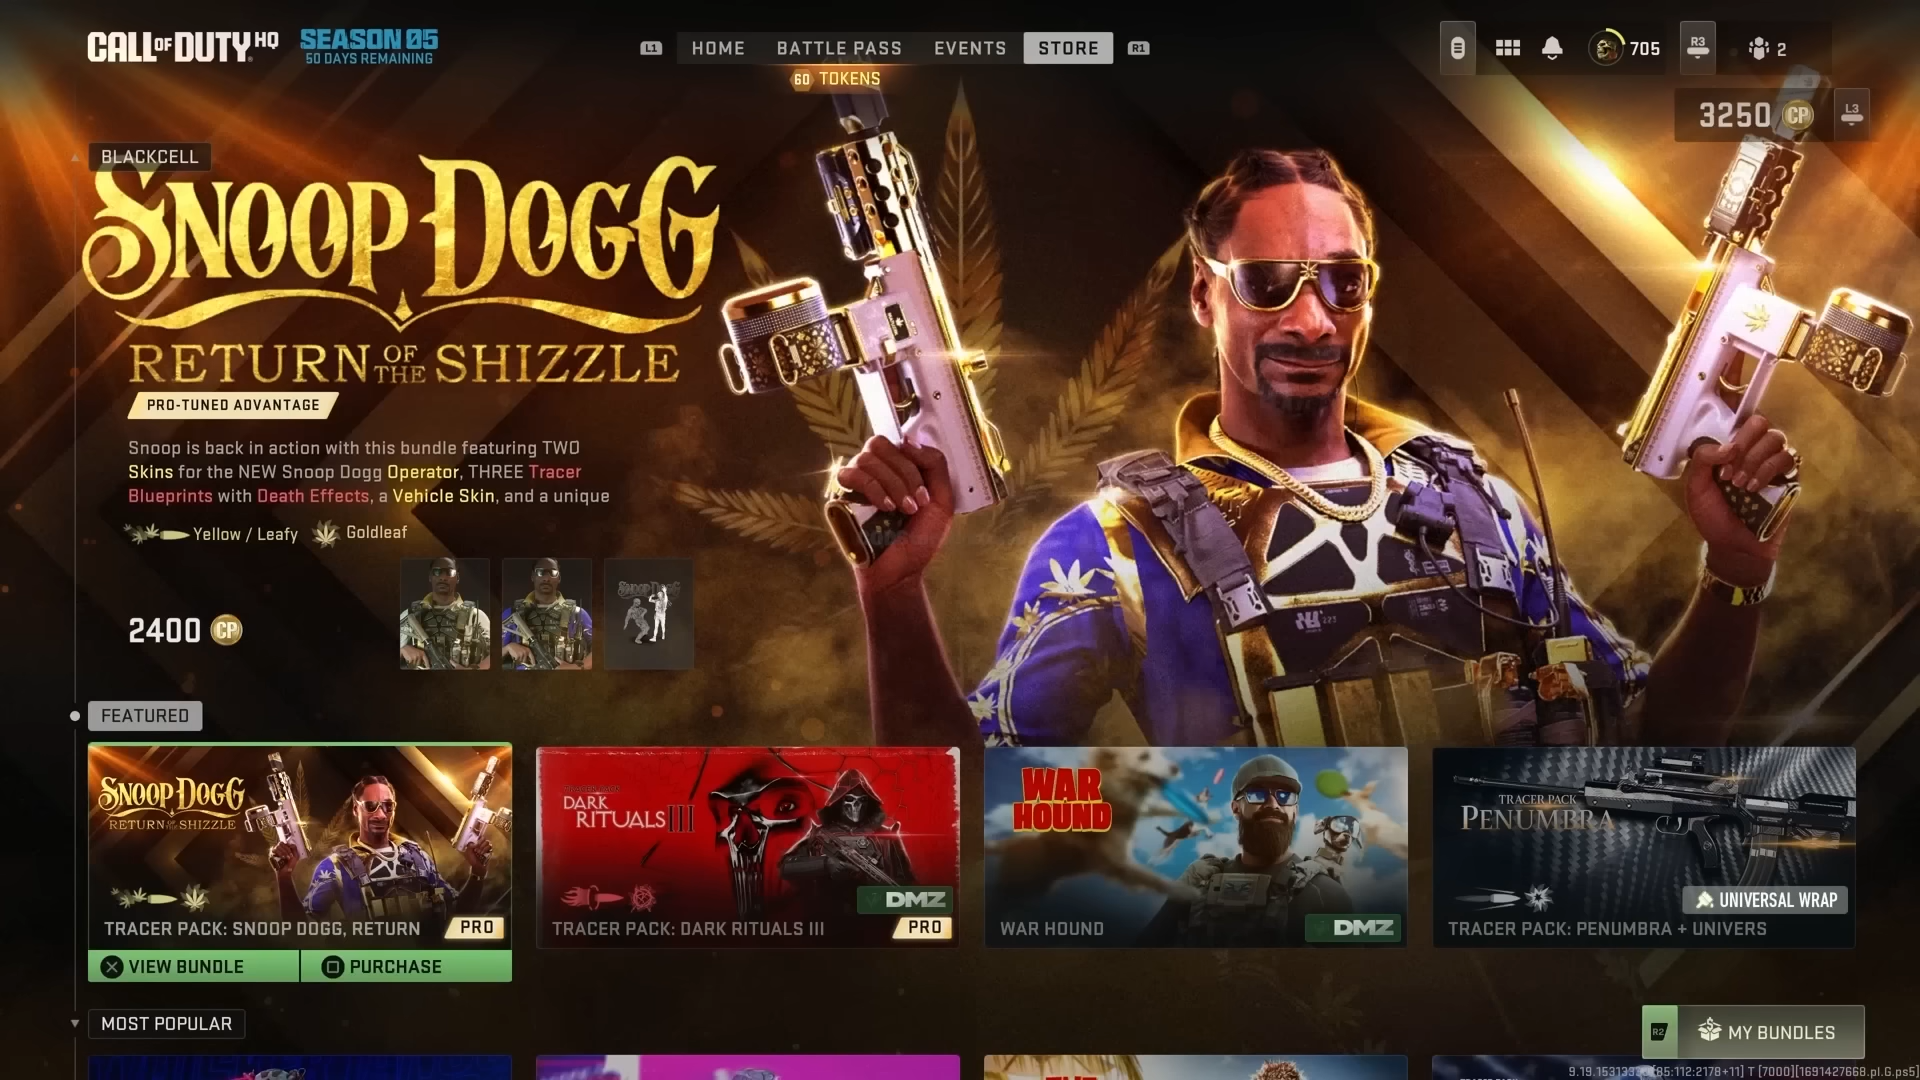 CALL OF DUTY HQ
SEASON 05
50 DAYS REMAINING
L1 HOME BATTLE PASS EVENTS STORE R1
60 TOKENS
705 R3 2
3250 CP L3
BLACKCELL
SNOOP DOGG
RETURN OF THE SHIZZLE
PRO-TUNED ADVANTAGE
Snoop is back in action with this bundle featuring TWO
Skins for the NEW Snoop Dogg Operator, THREE Tracer
Blueprints with Death Effects, a Vehicle Skin, and a unique
Yellow / Leafy Goldleaf
2400 CP
FEATURED
SNOOP DOGG
RETURN OF THE SHIZZLE
TRACER PACK: SNOOP DOGG, RETURN PRO
VIEW BUNDLE PURCHASE
TRACER PACK
DARK RITUALS III
DMZ
TRACER PACK: DARK RITUALS III PRO
WAR HOUND
WAR HOUND DMZ
TRACER PACK
PENUMBRA
UNIVERSAL WRAP
TRACER PACK: PENUMBRA + UNIVERS
MOST POPULAR
R2 MY BUNDLES